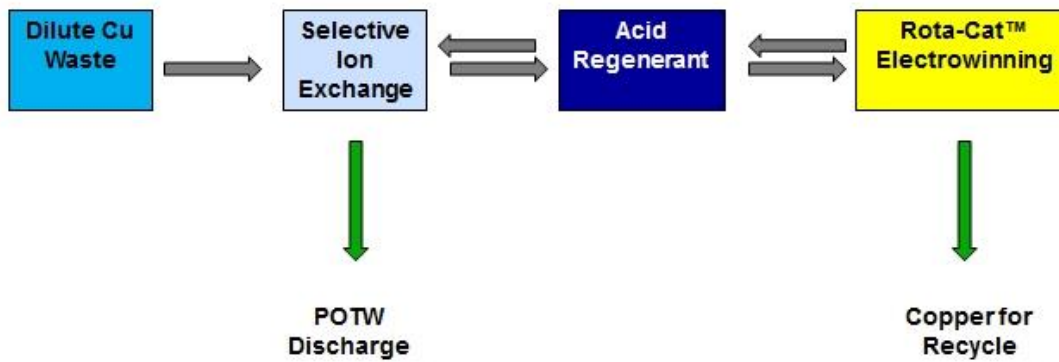 Dilute Cu
Waste
Selective
Ion
Exchange
Acid
Regenerant
Rota-Cat™
Electrowinning
POTW
Discharge
Copper for
Recycle